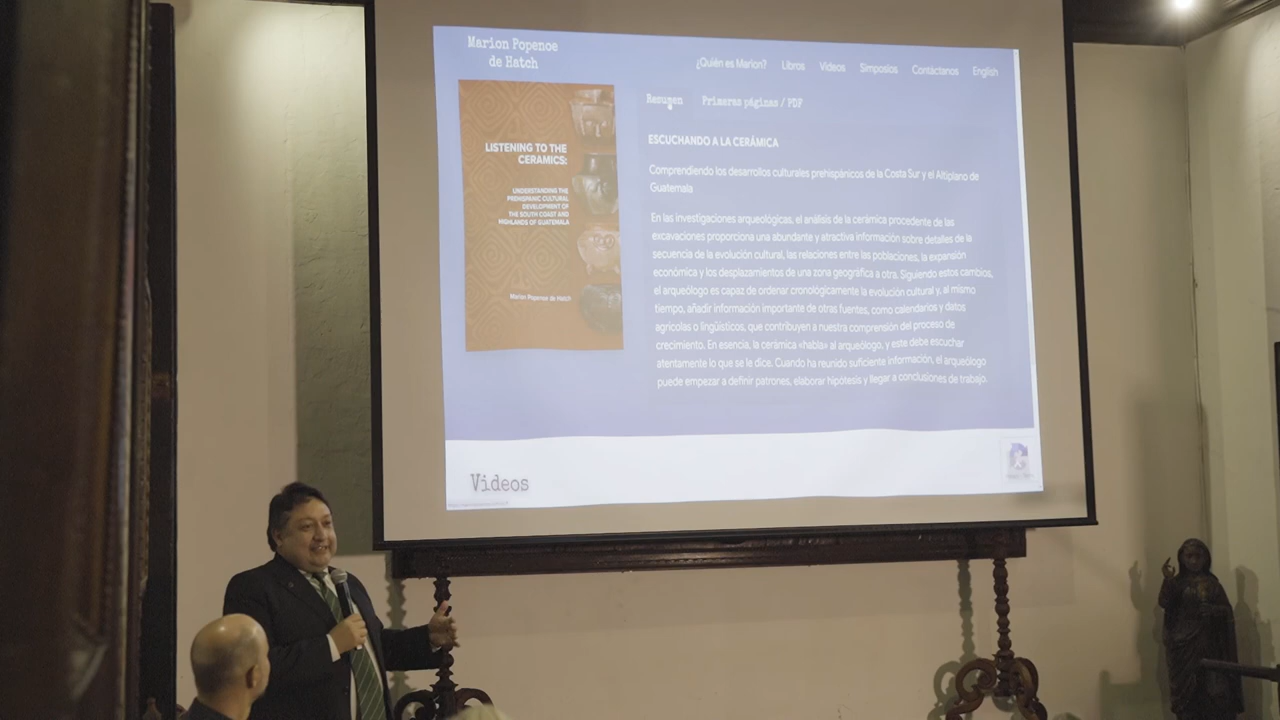 Marion Popenoe
de Hatch
¿Quién es Marion? Libros Videos Simposios Contáctanos English
Resumen Primeras páginas / PDF
LISTENING TO THE
CERAMICS:
UNDERSTANDING THE
PREHISPANIC CULTURAL
DEVELOPMENT OF
THE SOUTH COAST AND
HIGHLANDS OF GUATEMALA
Marion Popenoe de Hatch
ESCUCHANDO A LA CERÁMICA
Comprendiendo los desarrollos culturales prehispánicos de la Costa Sur y el Altiplano de
Guatemala
En las investigaciones arqueológicas, el análisis de la cerámica procedente de las
excavaciones proporciona una abundante y atractiva información sobre detalles de la
secuencia de la evolución cultural, las relaciones entre las poblaciones, la expansión
económica y los desplazamientos de una zona geográfica a otra. Siguiendo estos cambios,
el arqueólogo es capaz de ordenar cronológicamente la evolución cultural y, al mismo
tiempo, añadir información importante de otras fuentes, como calendarios y datos
agrícolas o lingüísticos, que contribuyen a nuestra comprensión del proceso de
crecimiento. En esencia, la cerámica «habla» al arqueólogo, y este debe escuchar
atentamente lo que se le dice. Cuando ha reunido suficiente información, el arqueólogo
puede empezar a definir patrones, elaborar hipótesis y llegar a conclusiones de trabajo.
Videos